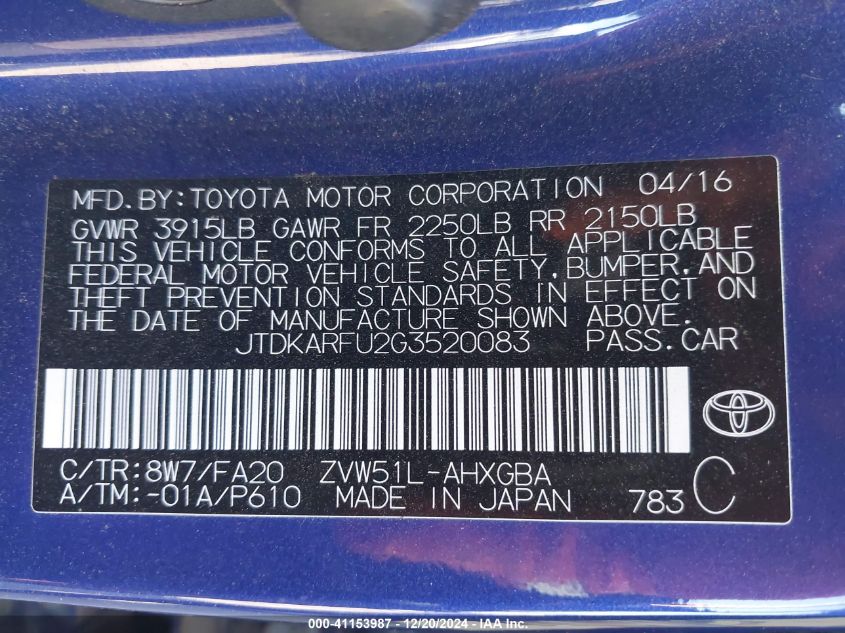 MFD.BY:TOYOTA MOTOR CORPORATION 04/16
GVWR 3915LB GAWR FR 2250LB RR 2150LB
THIS VEHICLE CONFORMS TO ALL APPLICABLE
FEDERAL MOTOR VEHICLE SAFETY,BUMPER,AND
THEFT PREVENTION STANDARDS IN EFFECT ON
THE DATE OF MANUFACTURE SHOWN ABOVE.
JTDKARFU2G3520083 PASS.CAR
C/TR:8W7/FA20 ZVW51L-AHXGBA
A/TM:-01A/P610 MADE IN JAPAN 783 C
000-41153987 - 12/20/2024 - IAA Inc.